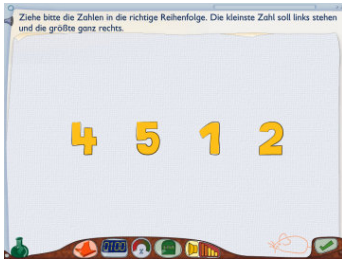 Ziehe bitte die Zahlen in die richtige Reihenfolge. Die kleinste Zahl soll links stehen
und die größte ganz rechts.
4 5 1 2